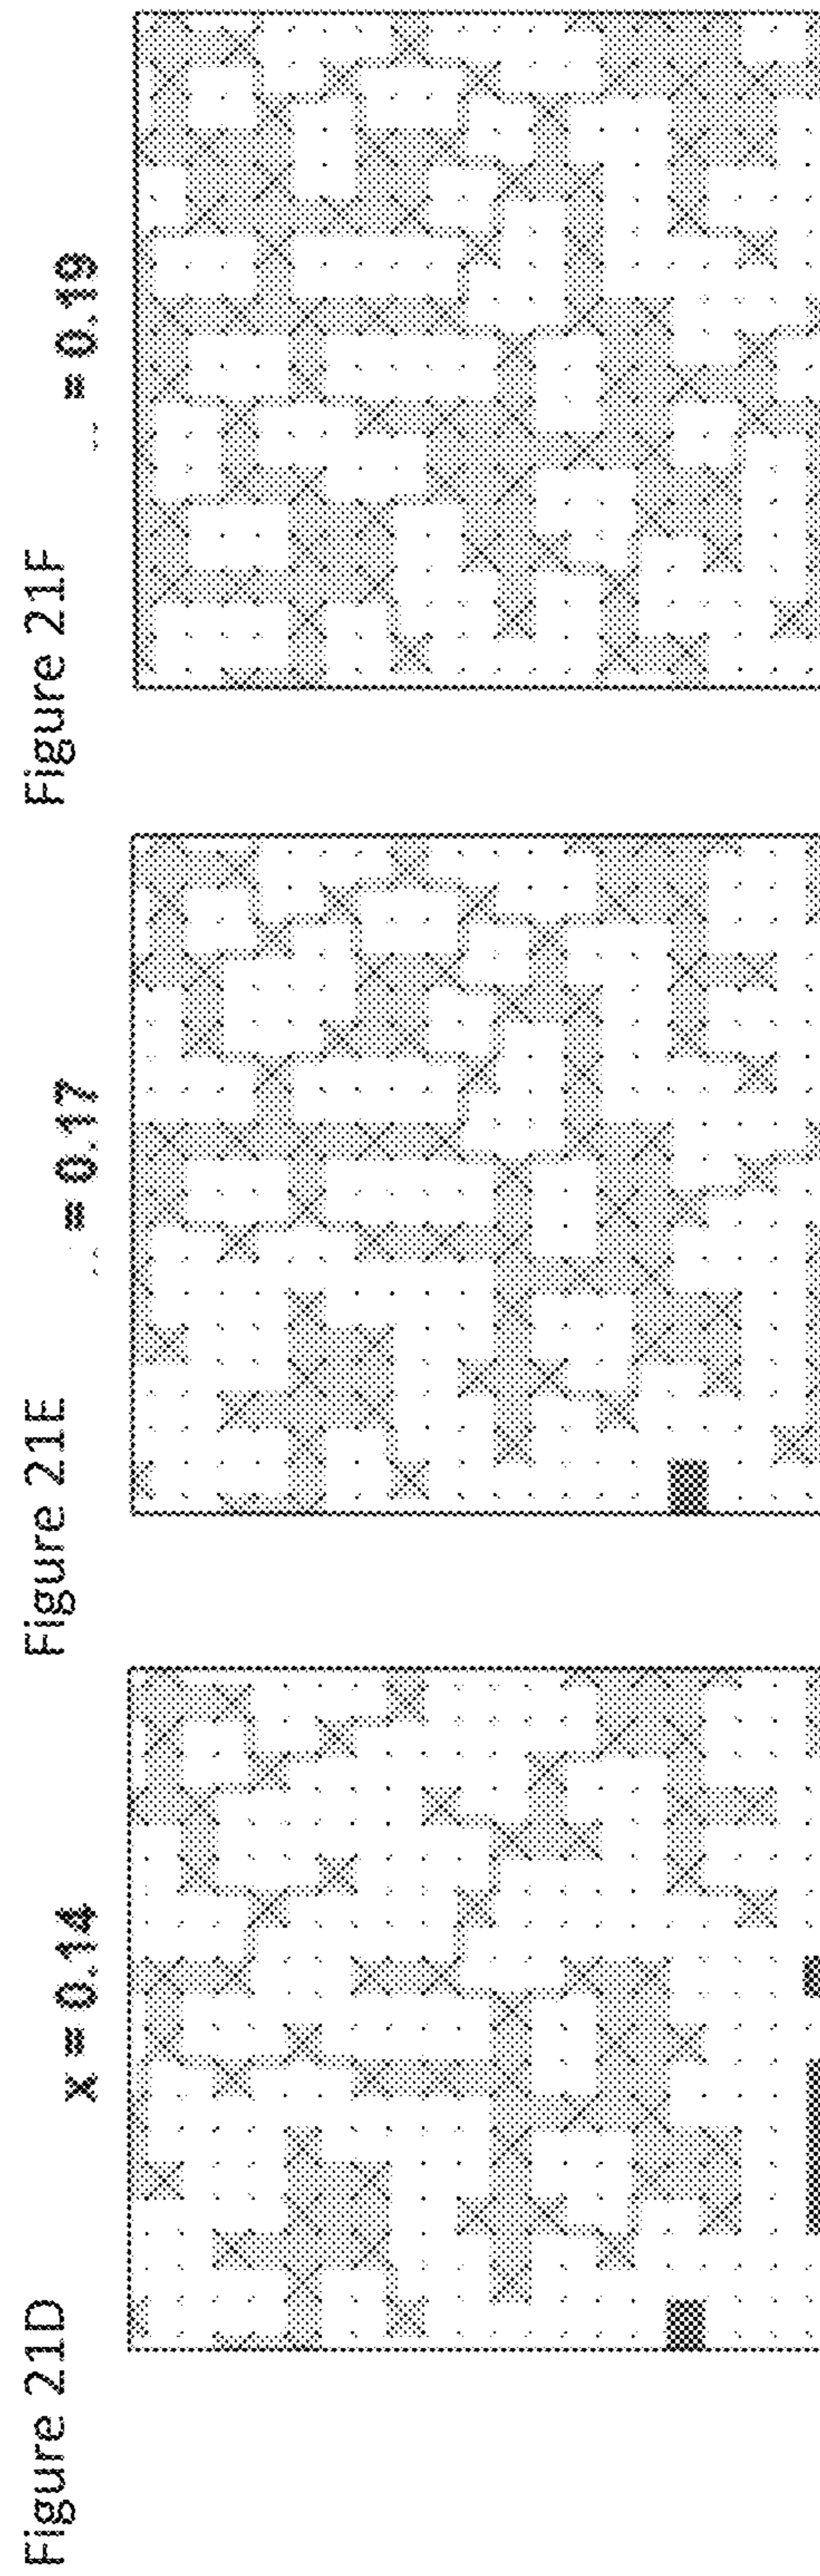 Figure 21D
x = 0.14
Figure 21E
= 0.17
Figure 21F
= 0.19